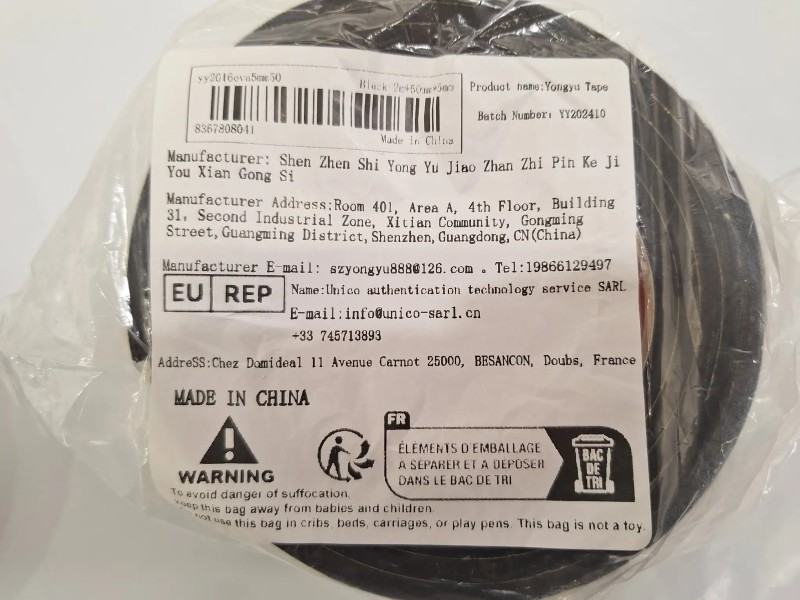 yy2016eva5mm.50
Black 2m*50mm*5mm
8367808041
Made in China
Product name:Yongyu Tape
Batch Number: YY202410
Manufacturer: Shen Zhen Shi Yong Yu Jiao Zhan Zhi Pin Ke Ji
You Xian Gong Si
Manufacturer Address:Room 401, Area A, 4th Floor, Building
31, Second Industrial Zone, Xitian Community, Gongming
Street,Guangming District,Shenzhen,Guangdong,CN(China)
Manufacturer E-mail: szyongyu888@126.com 。Tel:19866129497
EU REP
Name:Unico authentication technology service SARL
E-mail:info@unico-sarl.cn
+33 745713893
AddreSS:Chez Domideal 11 Avenue Carnot 25000, BESANCON, Doubs, France
MADE IN CHINA
WARNING
To avoid danger of suffocation,
keep this bag away from babies and children.
not use this bag in cribs, beds, carriages, or play pens. This bag is not a toy.
FR
ÉLÉMENTS D'EMBALLAGE
A SÉPARER ET A DÉPOSER
DANS LE BAC DE TRI
BAC
DE
TRI